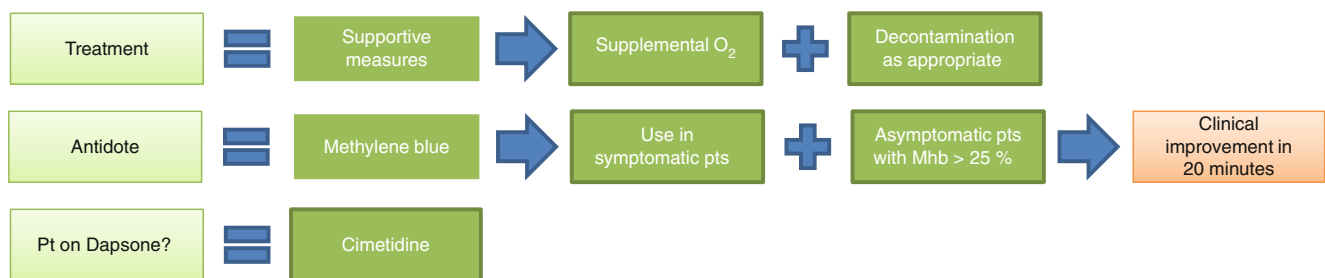 Treatment
Supportive
measures
Supplemental O₂
Decontamination
as appropriate
Antidote
Methylene blue
Use in
symptomatic pts
Asymptomatic pts
with Mhb > 25 %
Clinical
improvement in
20 minutes
Pt on Dapsone?
Cimetidine